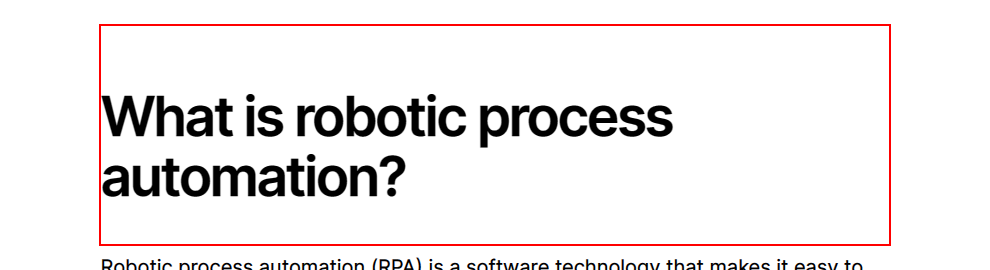 What is robotic process
automation?
Robotic process automation (RPA) is a software technology that makes it easy to